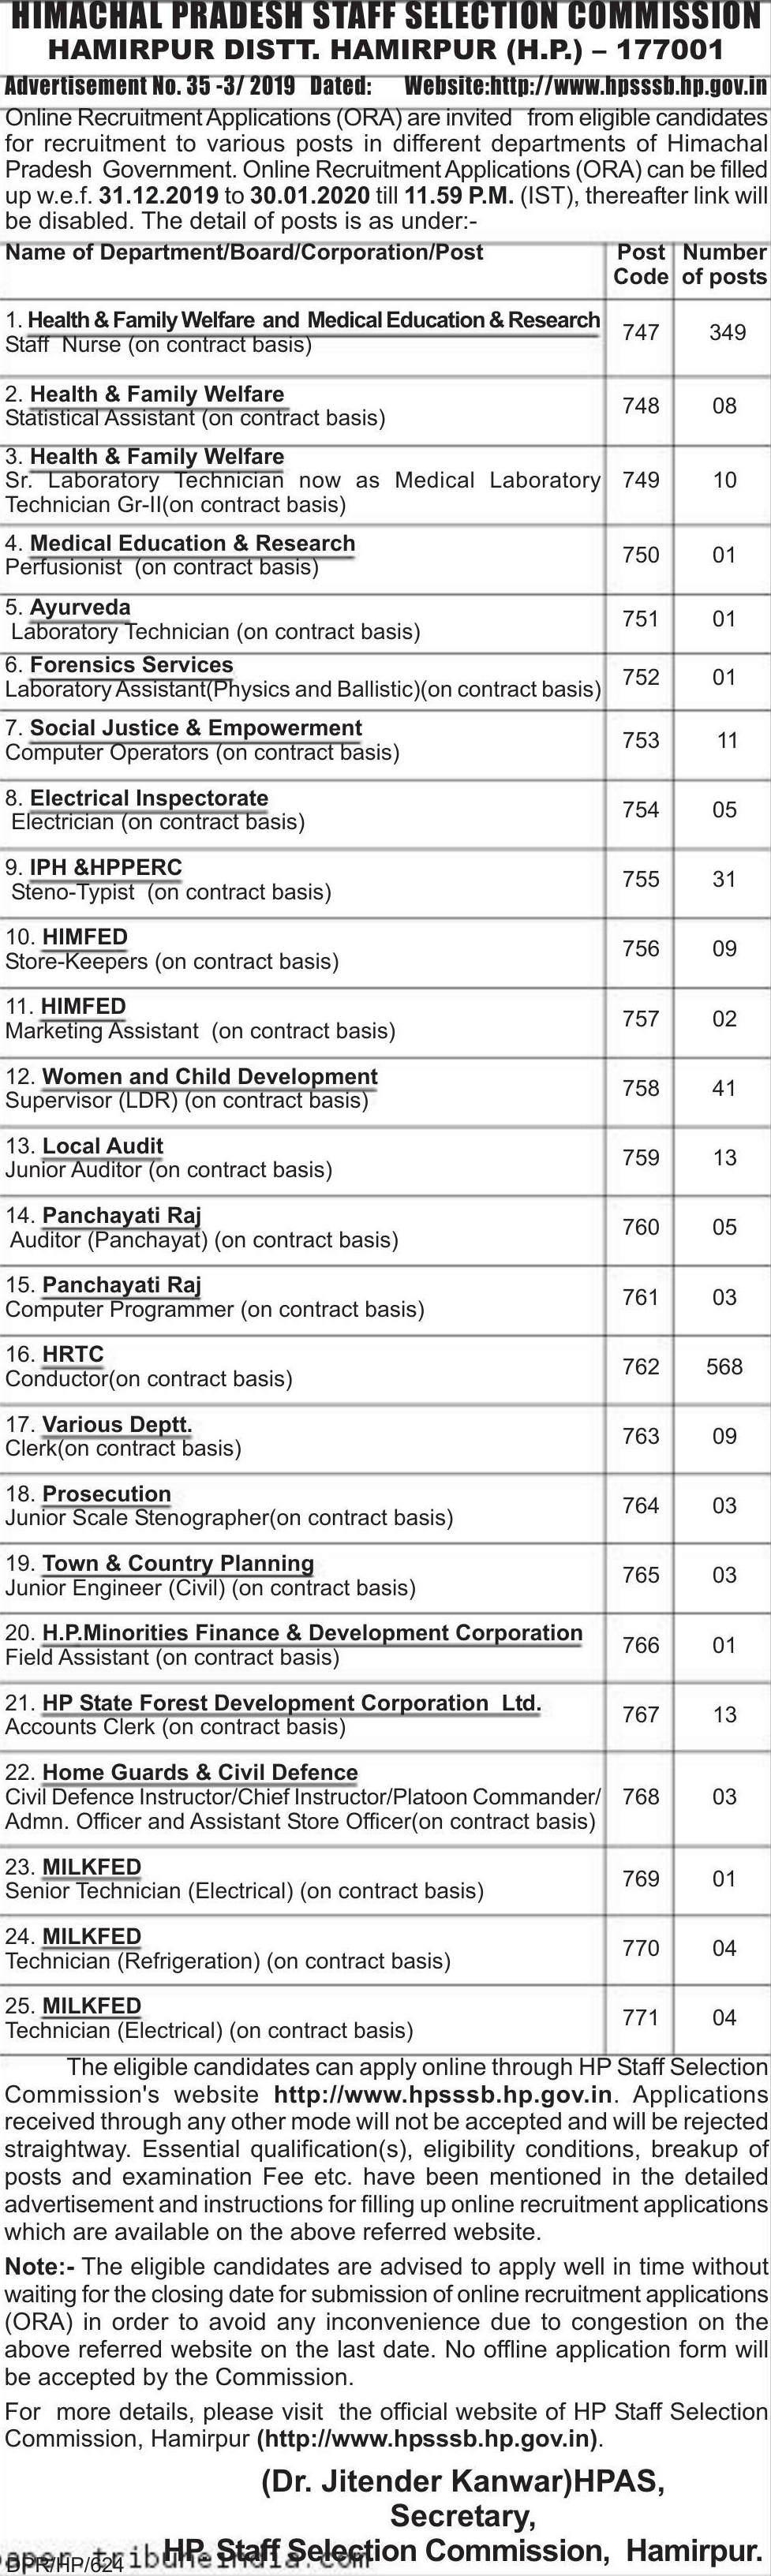 HIMACHAL PRADESH STAFF SELECTION COMMISSION
HAMIRPUR DISTT. HAMIRPUR (H.P.) – 177001
Advertisement No. 35 -3/ 2019 Dated: Website:http://www.hpsssb.hp.gov.in
Online Recruitment Applications (ORA) are invited from eligible candidates
for recruitment to various posts in different departments of Himachal
Pradesh Government. Online Recruitment Applications (ORA) can be filled
up w.e.f. 31.12.2019 to 30.01.2020 till 11.59 P.M. (IST), thereafter link will
be disabled. The detail of posts is as under:-
Name of Department/Board/Corporation/Post Post Number
Code of posts
1. Health & Family Welfare and Medical Education & Research
Staff Nurse (on contract basis) 747 349
2. Health & Family Welfare
Statistical Assistant (on contract basis) 748 08
3. Health & Family Welfare
Sr. Laboratory Technician now as Medical Laboratory 749 10
Technician Gr-II(on contract basis)
4. Medical Education & Research
Perfusionist (on contract basis) 750 01
5. Ayurveda
Laboratory Technician (on contract basis) 751 01
6. Forensics Services
Laboratory Assistant(Physics and Ballistic)(on contract basis) 752 01
7. Social Justice & Empowerment
Computer Operators (on contract basis) 753 11
8. Electrical Inspectorate
Electrician (on contract basis) 754 05
9. IPH &HPPERC
Steno-Typist (on contract basis) 755 31
10. HIMFED
Store-Keepers (on contract basis) 756 09
11. HIMFED
Marketing Assistant (on contract basis) 757 02
12. Women and Child Development
Supervisor (LDR) (on contract basis) 758 41
13. Local Audit
Junior Auditor (on contract basis) 759 13
14. Panchayati Raj
Auditor (Panchayat) (on contract basis) 760 05
15. Panchayati Raj
Computer Programmer (on contract basis) 761 03
16. HRTC
Conductor(on contract basis) 762 568
17. Various Deptt.
Clerk(on contract basis) 763 09
18. Prosecution
Junior Scale Stenographer(on contract basis) 764 03
19. Town & Country Planning
Junior Engineer (Civil) (on contract basis) 765 03
20. H.P.Minorities Finance & Development Corporation
Field Assistant (on contract basis) 766 01
21. HP State Forest Development Corporation Ltd.
Accounts Clerk (on contract basis) 767 13
22. Home Guards & Civil Defence
Civil Defence Instructor/Chief Instructor/Platoon Commander/ 768 03
Admn. Officer and Assistant Store Officer(on contract basis)
23. MILKFED
Senior Technician (Electrical) (on contract basis) 769 01
24. MILKFED
Technician (Refrigeration) (on contract basis) 770 04
25. MILKFED
Technician (Electrical) (on contract basis) 771 04
The eligible candidates can apply online through HP Staff Selection
Commission's website http://www.hpsssb.hp.gov.in. Applications
received through any other mode will not be accepted and will be rejected
straightway. Essential qualification(s), eligibility conditions, breakup of
posts and examination Fee etc. have been mentioned in the detailed
advertisement and instructions for filling up online recruitment applications
which are available on the above referred website.
Note:- The eligible candidates are advised to apply well in time without
waiting for the closing date for submission of online recruitment applications
(ORA) in order to avoid any inconvenience due to congestion on the
above referred website on the last date. No offline application form will
be accepted by the Commission.
For more details, please visit the official website of HP Staff Selection
Commission, Hamirpur (http://www.hpsssb.hp.gov.in).
(Dr. Jitender Kanwar)HPAS,
Secretary,
HP Staff Selection Commission, Hamirpur.
DPR/HP/624